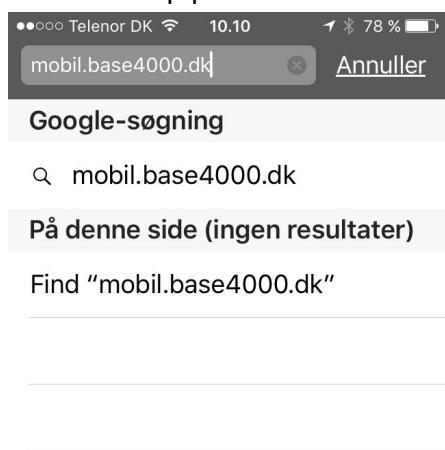 Telenor DK 10.10 78 %
mobil.base4000.dk Annuller
Google-søgning
mobil.base4000.dk
På denne side (ingen resultater)
Find “mobil.base4000.dk”